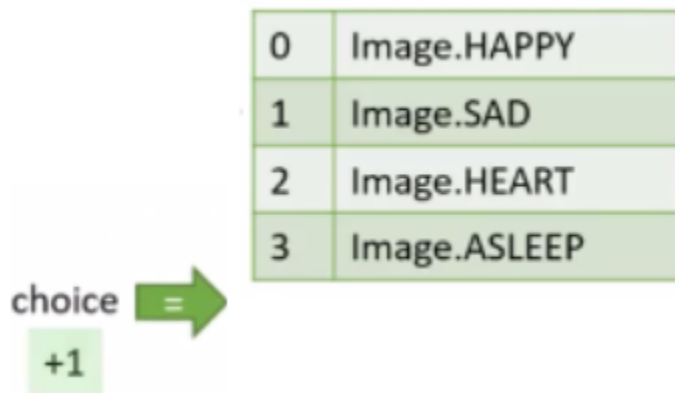 0 Image.HAPPY
1 Image.SAD
2 Image.HEART
3 Image.ASLEEP
choice =
+1